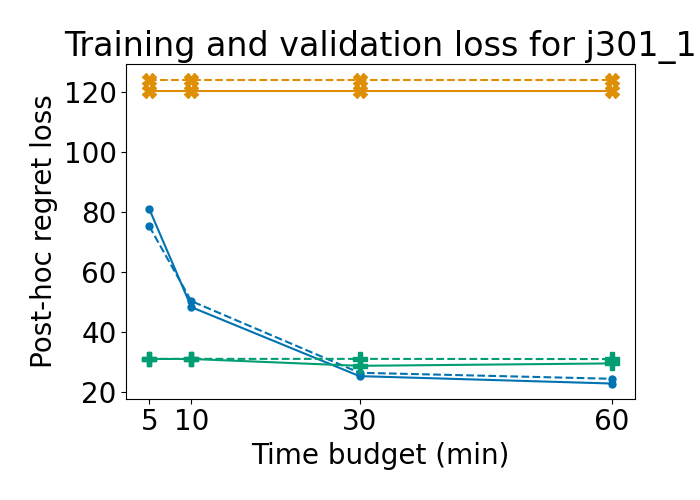 Training and validation loss for j301_1
Post-hoc regret loss
120
100
80
60
40
20
5 10 30 60
Time budget (min)